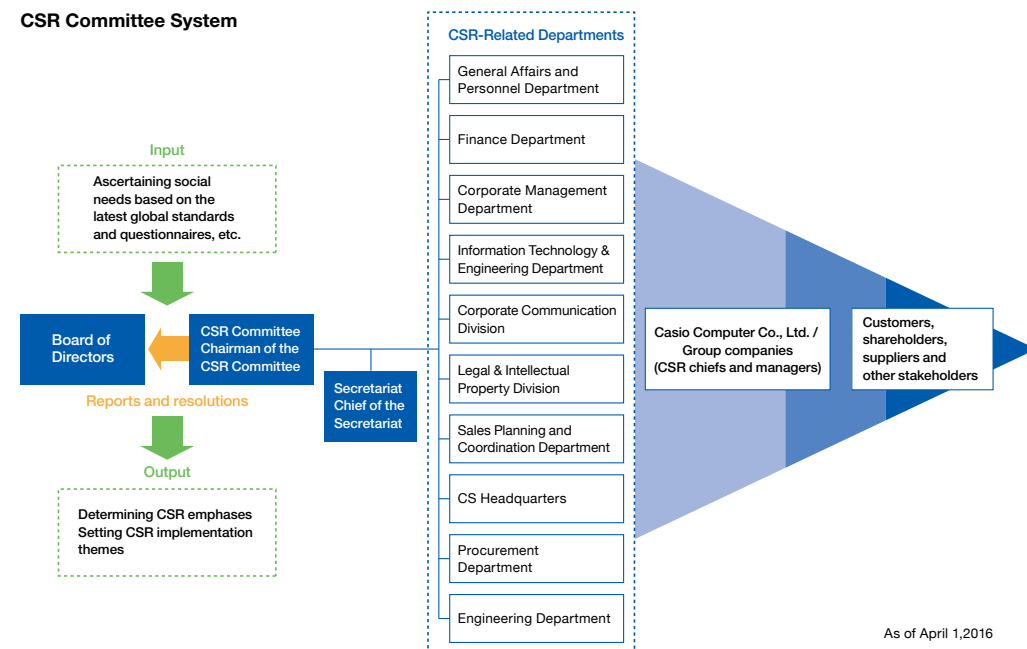 CSR Committee System
Input
Ascertaining social
needs based on the
latest global standards
and questionnaires, etc.
Board of
Directors
CSR Committee
Chairman of the
CSR Committee
Reports and resolutions
Output
Determining CSR emphases
Setting CSR implementation
themes
Secretariat
Chief of the
Secretariat
CSR-Related Departments
General Affairs and
Personnel Department
Finance Department
Corporate Management
Department
Information Technology &
Engineering Department
Corporate Communication
Division
Legal & Intellectual
Property Division
Sales Planning and
Coordination Department
CS Headquarters
Procurement
Department
Engineering Department
Casio Computer Co., Ltd. /
Group companies
(CSR chiefs and managers)
Customers,
shareholders,
suppliers and
other stakeholders
As of April 1,2016